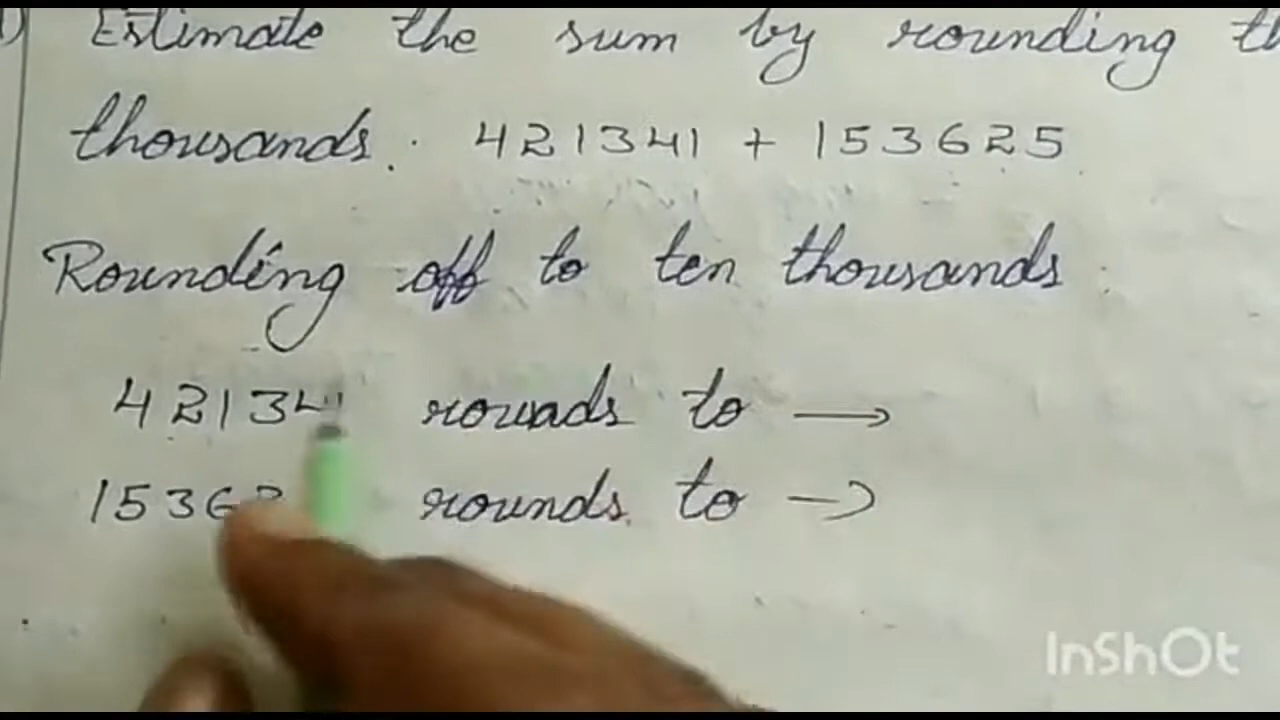 Estimate the sum by rounding
thousands. 421341 + 153625
Rounding off to ten thousands.
421341 rounds to →
rounds to →
InShOt